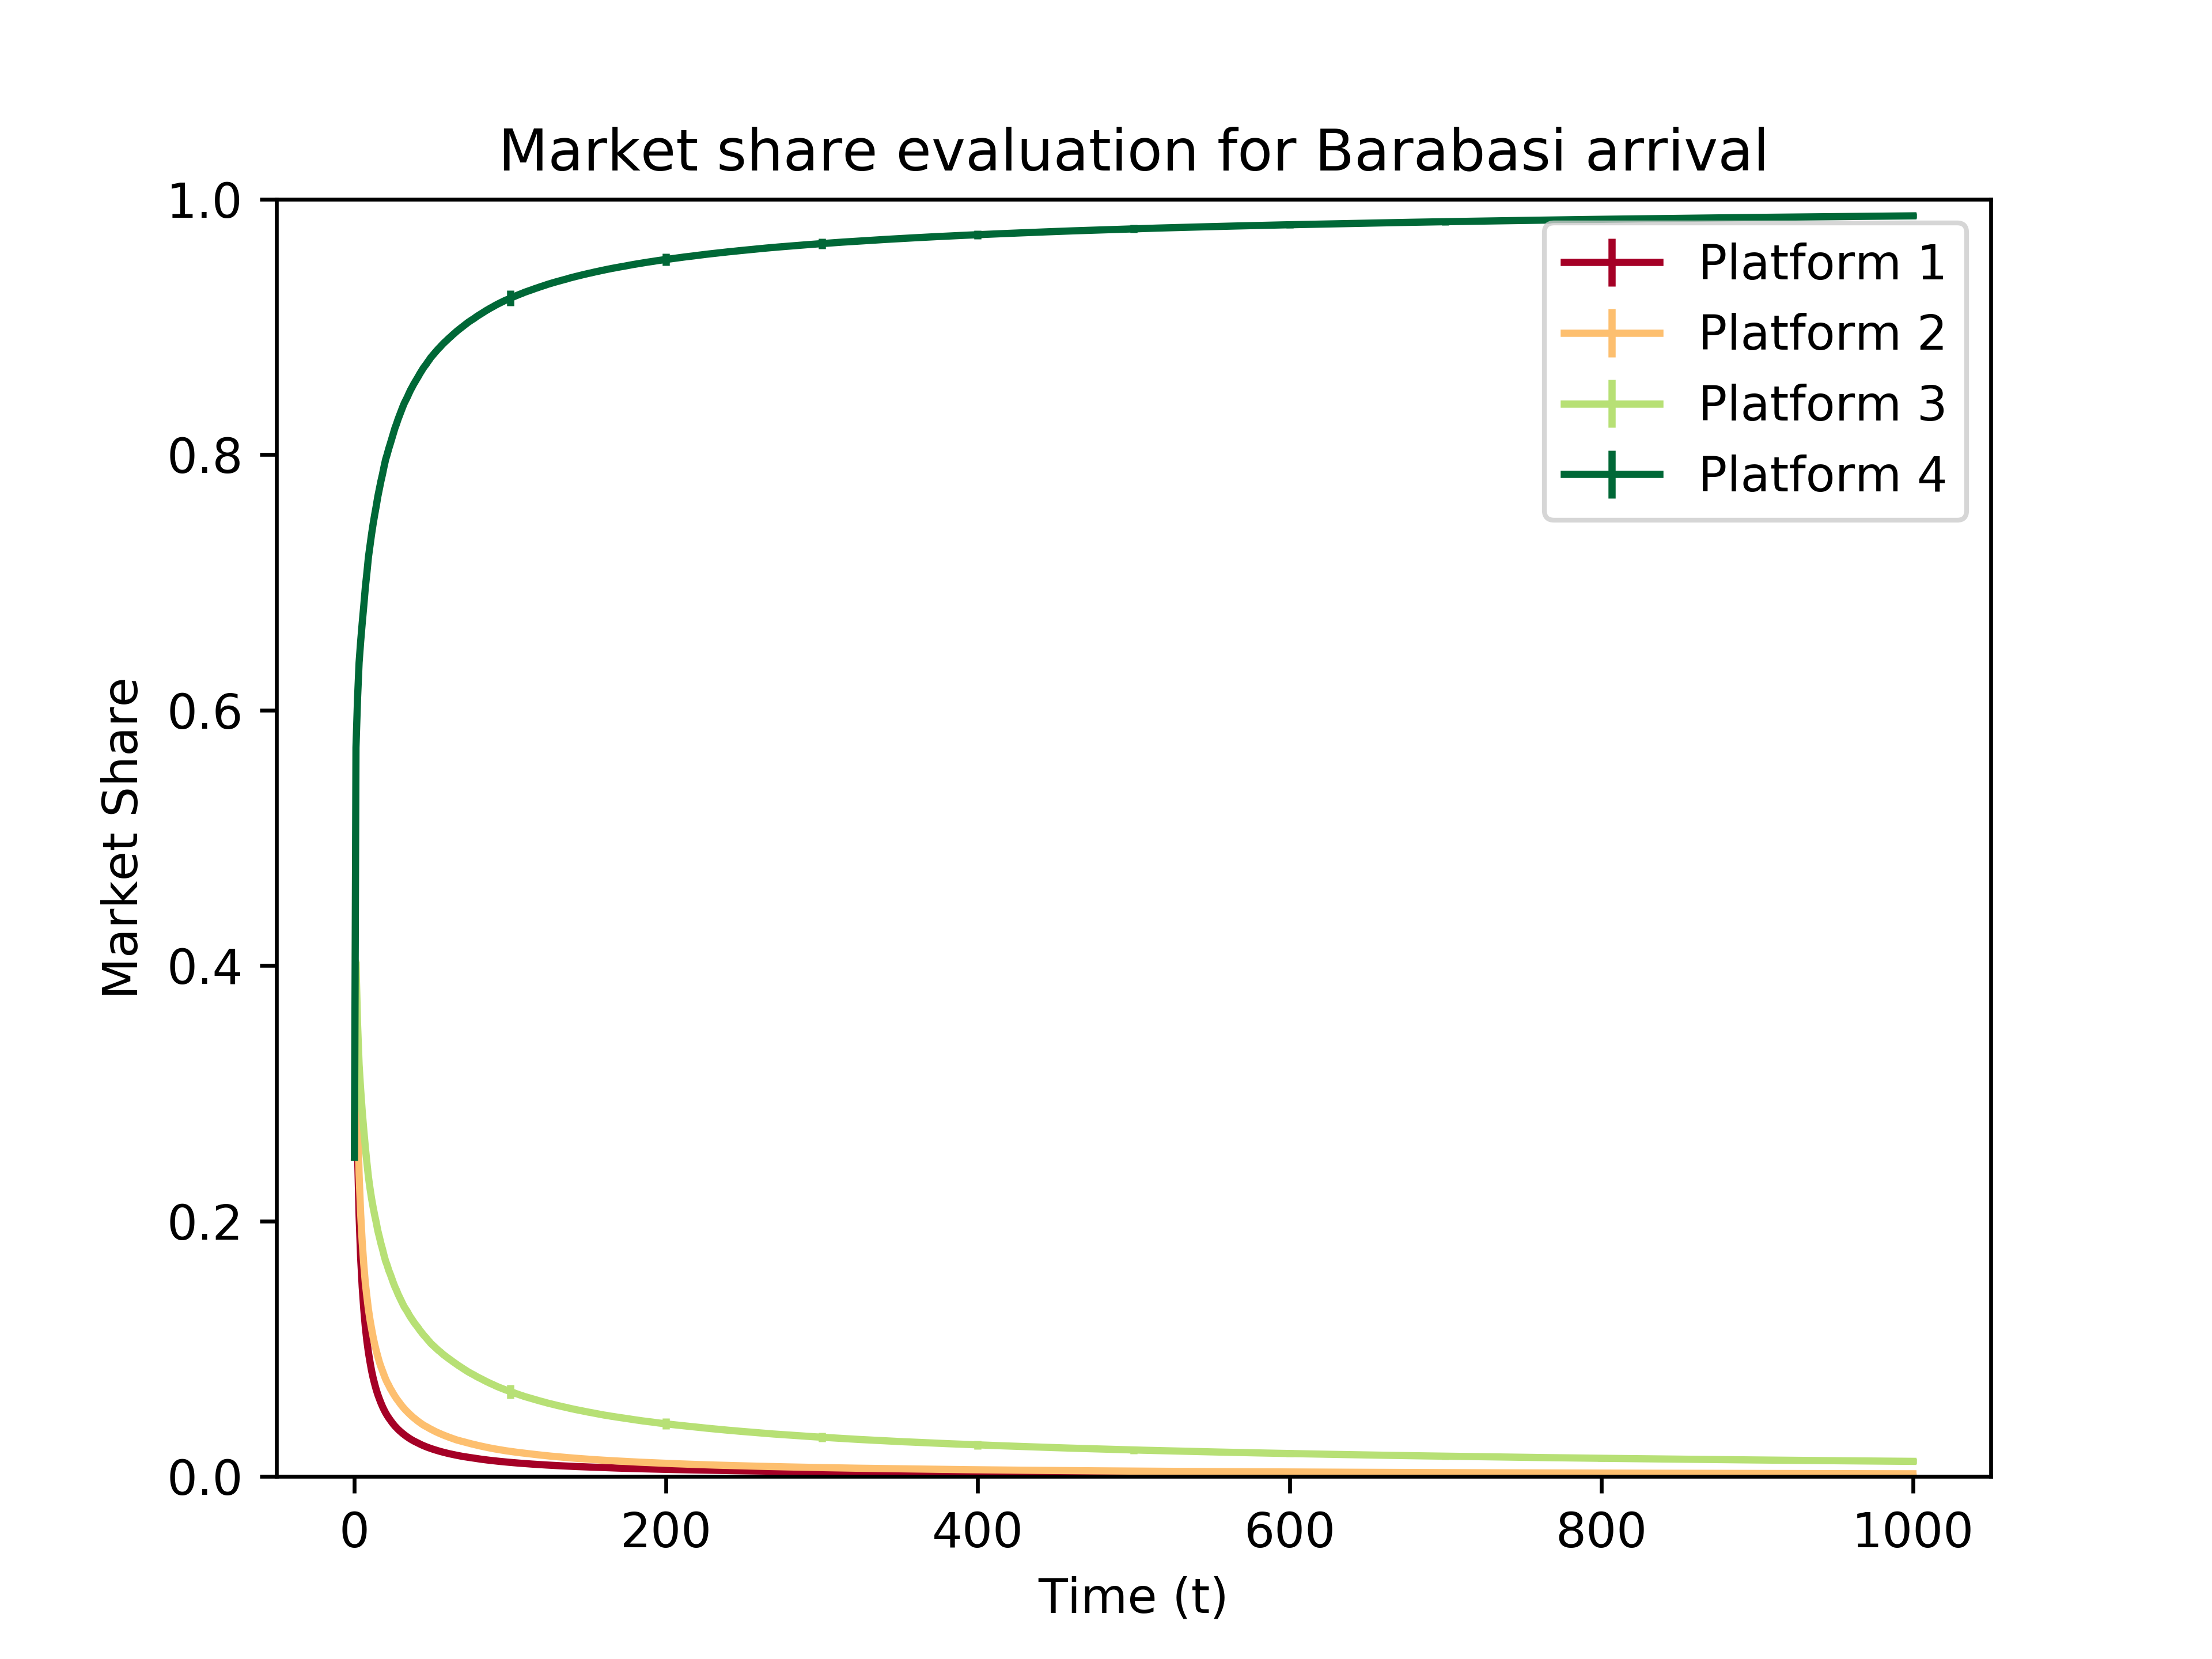 Market share evaluation for Barabasi arrival
1.0
0.8
0.6
0.4
0.2
0.0
Market Share
Platform 1
Platform 2
Platform 3
Platform 4
0 200 400 600 800 1000
Time (t)